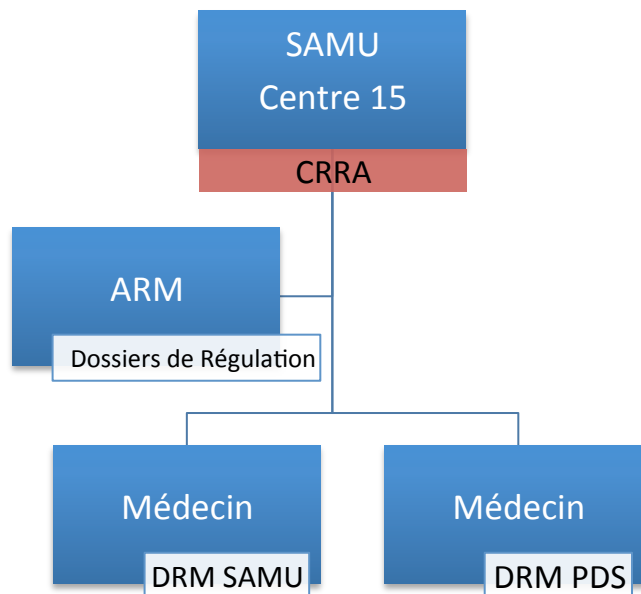 SAMU
Centre 15
CRRA
ARM
Dossiers de Régulation
Médecin
DRM SAMU
Médecin
DRM PDS